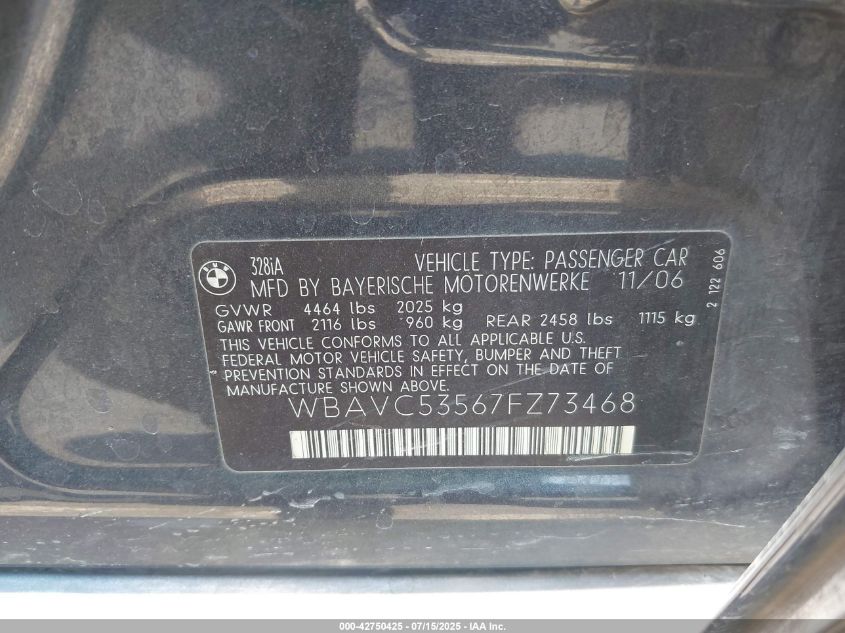 BMW
328iA
VEHICLE TYPE: PASSENGER CAR
MFD BY BAYERISCHE MOTORENWERKE 11/06
GVWR 4464 lbs 2025 kg
GAWR FRONT 2116 lbs 960 kg REAR 2458 lbs 1115 kg
THIS VEHICLE CONFORMS TO ALL APPLICABLE U.S.
FEDERAL MOTOR VEHICLE SAFETY, BUMPER AND THEFT
PREVENTION STANDARDS IN EFFECT ON THE DATE OF
MANUFACTURE SHOWN ABOVE.
WBAVC53567FZ73468
2 122 606
000-42750425 - 07/15/2025 - IAA Inc.